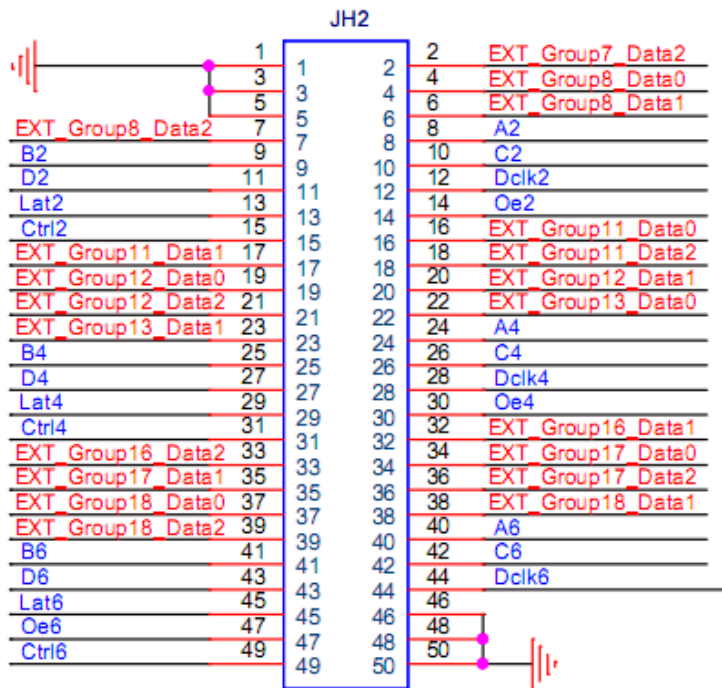 JH2
1 1 2 2 EXT_Group7_Data2
3 3 4 4 EXT_Group8_Data0
5 5 6 6 EXT_Group8_Data1
EXT_Group8_Data2 7 7 8 8 A2
B2 9 9 10 10 C2
D2 11 11 12 12 Dclk2
Lat2 13 13 14 14 Oe2
Ctrl2 15 15 16 16 EXT_Group11_Data0
EXT_Group11_Data1 17 17 18 18 EXT_Group11_Data2
EXT_Group12_Data0 19 19 20 20 EXT_Group12_Data1
EXT_Group12_Data2 21 21 22 22 EXT_Group13_Data0
EXT_Group13_Data1 23 23 24 24 A4
B4 25 25 26 26 C4
D4 27 27 28 28 Dclk4
Lat4 29 29 30 30 Oe4
Ctrl4 31 31 32 32 EXT_Group16_Data1
EXT_Group16_Data2 33 33 34 34 EXT_Group17_Data0
EXT_Group17_Data1 35 35 36 36 EXT_Group17_Data2
EXT_Group18_Data0 37 37 38 38 EXT_Group18_Data1
EXT_Group18_Data2 39 39 40 40 A6
B6 41 41 42 42 C6
D6 43 43 44 44 Dclk6
Lat6 45 45 46 46
Oe6 47 47 48 48
Ctrl6 49 49 50 50